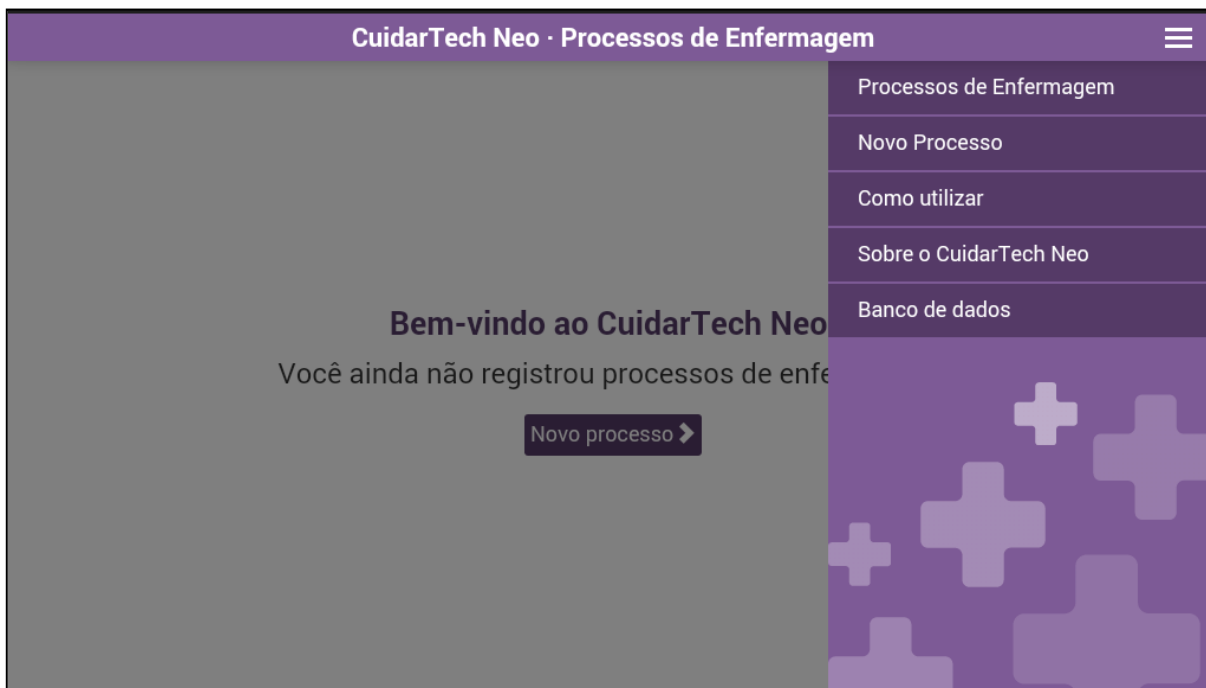 CuidarTech Neo · Processos de Enfermagem
Processos de Enfermagem
Novo Processo
Como utilizar
Sobre o CuidarTech Neo
Banco de dados
Bem-vindo ao CuidarTech Neo
Você ainda não registrou processos de enfe
Novo processo